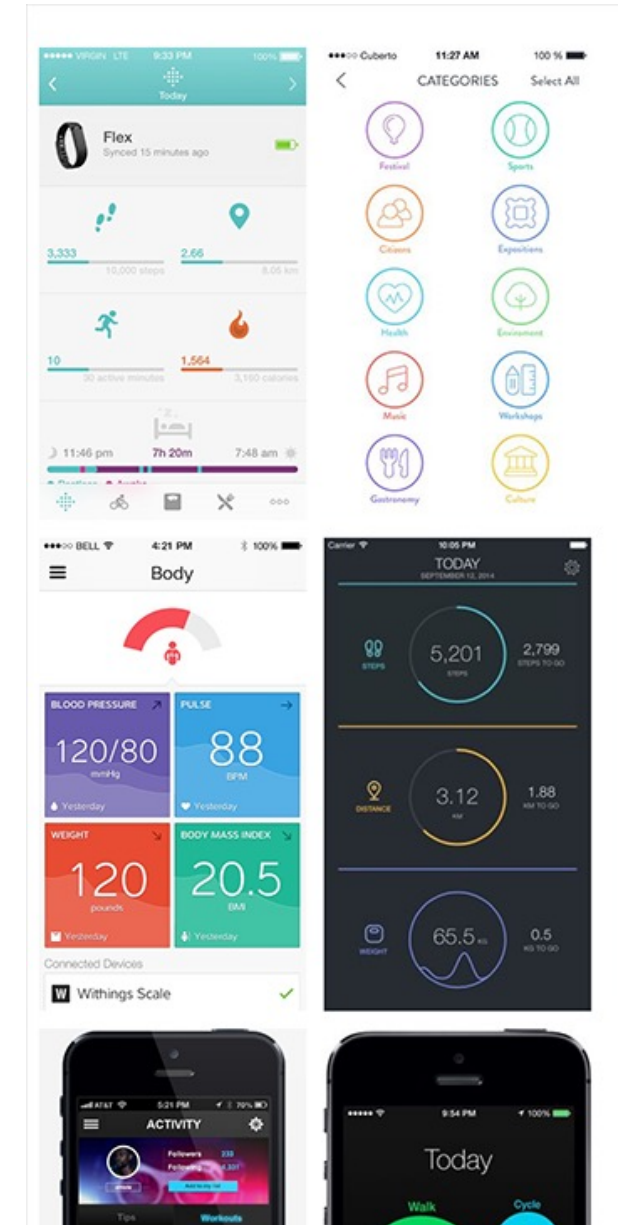 VIRGIN LTE 9:33 PM 100%
Today
Flex
Synced 15 minutes ago
3,333
10,000 steps
2.66
8.05 km
10
30 active minutes
1,564
3,160 calories
11:46 pm 7h 20m 7:48 am
Cuberto 11:27 AM 100 %
CATEGORIES Select All
Festival Sports
Citizens Expositions
Health Enviroment
Music Workshops
Gastronomy Culture
BELL 4:21 PM 100%
Body
BLOOD PRESSURE
120/80
mmHg
Yesterday
PULSE
88
BPM
Yesterday
WEIGHT
120
pounds
Yesterday
BODY MASS INDEX
20.5
BMI
Yesterday
Connected Devices
W Withings Scale
Carrier 10:05 PM
TODAY
SEPTEMBER 12, 2014
STEPS
5,201
STEPS
2,799
STEPS TO GO
DISTANCE
3.12
KM
1.88
KM TO GO
WEIGHT
65.5 KG
0.5
KG TO GO
AT&T 5:21 PM 70%
ACTIVITY
Followers 233
Following
Add to my list
Tips Workouts
9:54 PM 100%
Today
Walk Cycle